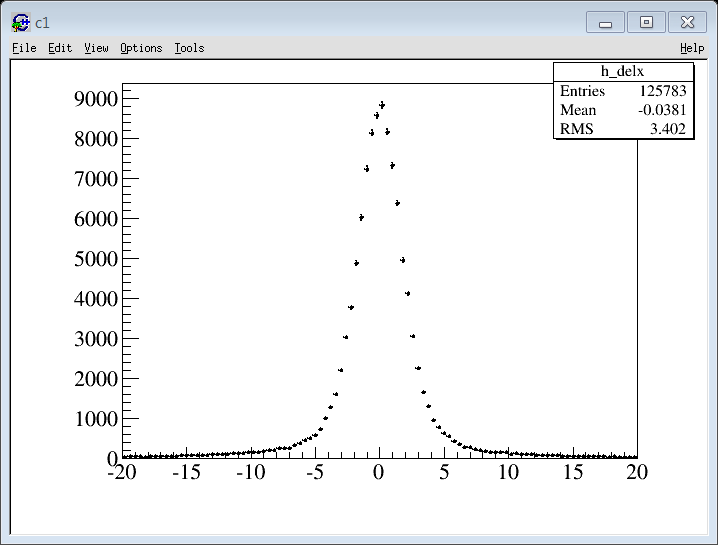 c1
File Edit View Options Tools Help
h_delx
Entries 125783
Mean -0.0381
RMS 3.402
9000
8000
7000
6000
5000
4000
3000
2000
1000
0
-20 -15 -10 -5 0 5 10 15 20